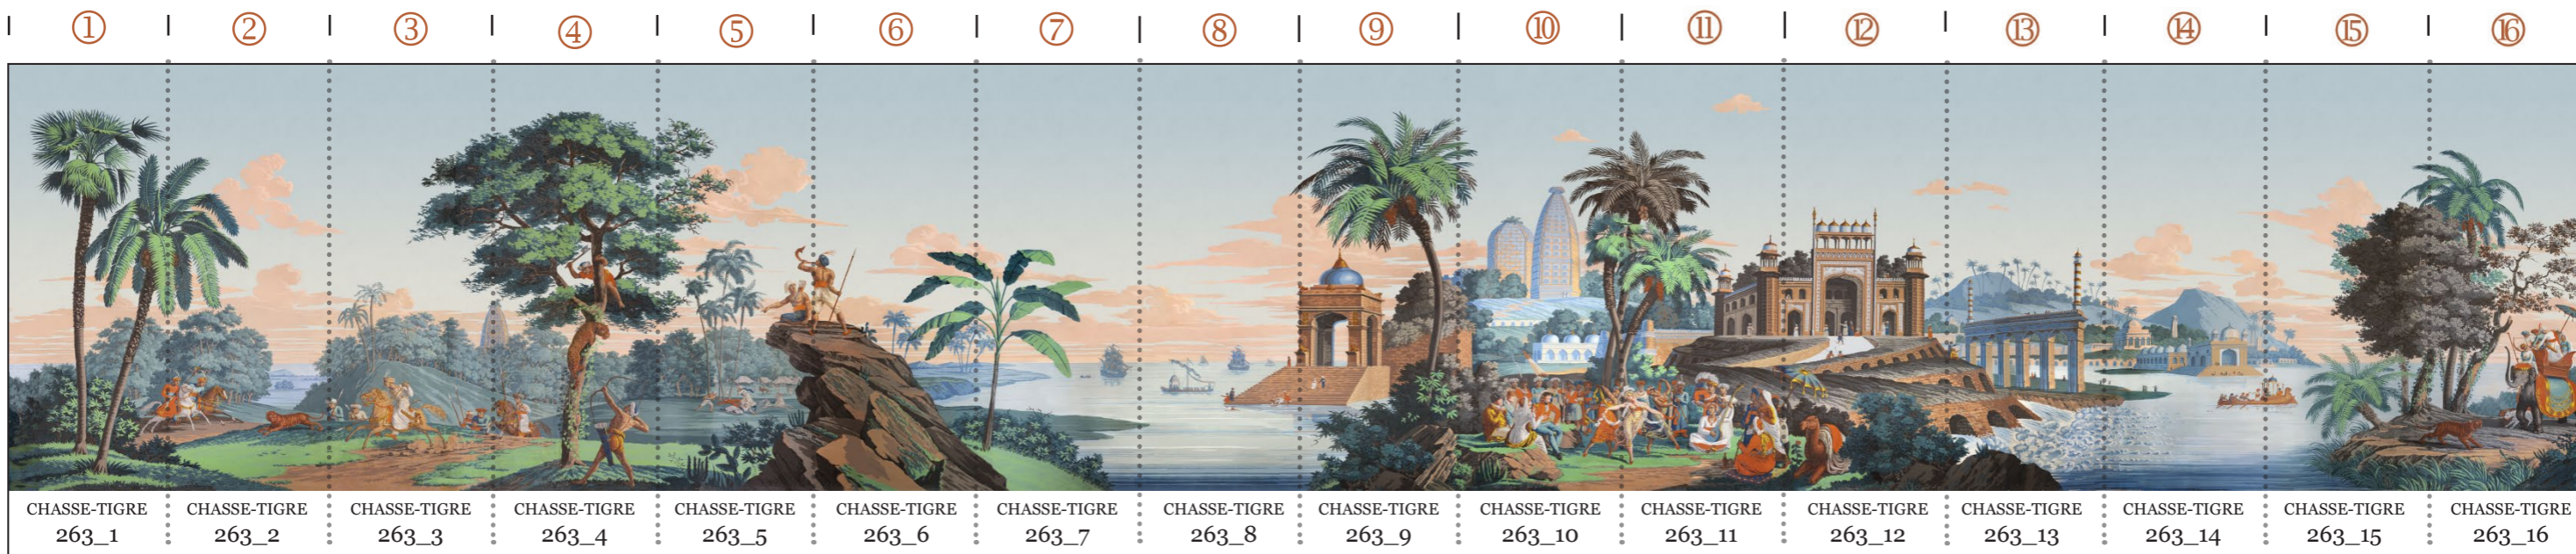 ① ② ③ ④ ⑤ ⑥ ⑦ ⑧ ⑨ ⑩ ⑪ ⑫ ⑬ ⑭ ⑮ ⑯
CHASSE-TIGRE CHASSE-TIGRE CHASSE-TIGRE CHASSE-TIGRE CHASSE-TIGRE CHASSE-TIGRE CHASSE-TIGRE CHASSE-TIGRE CHASSE-TIGRE CHASSE-TIGRE CHASSE-TIGRE CHASSE-TIGRE CHASSE-TIGRE CHASSE-TIGRE CHASSE-TIGRE CHASSE-TIGRE
263_1 263_2 263_3 263_4 263_5 263_6 263_7 263_8 263_9 263_10 263_11 263_12 263_13 263_14 263_15 263_16